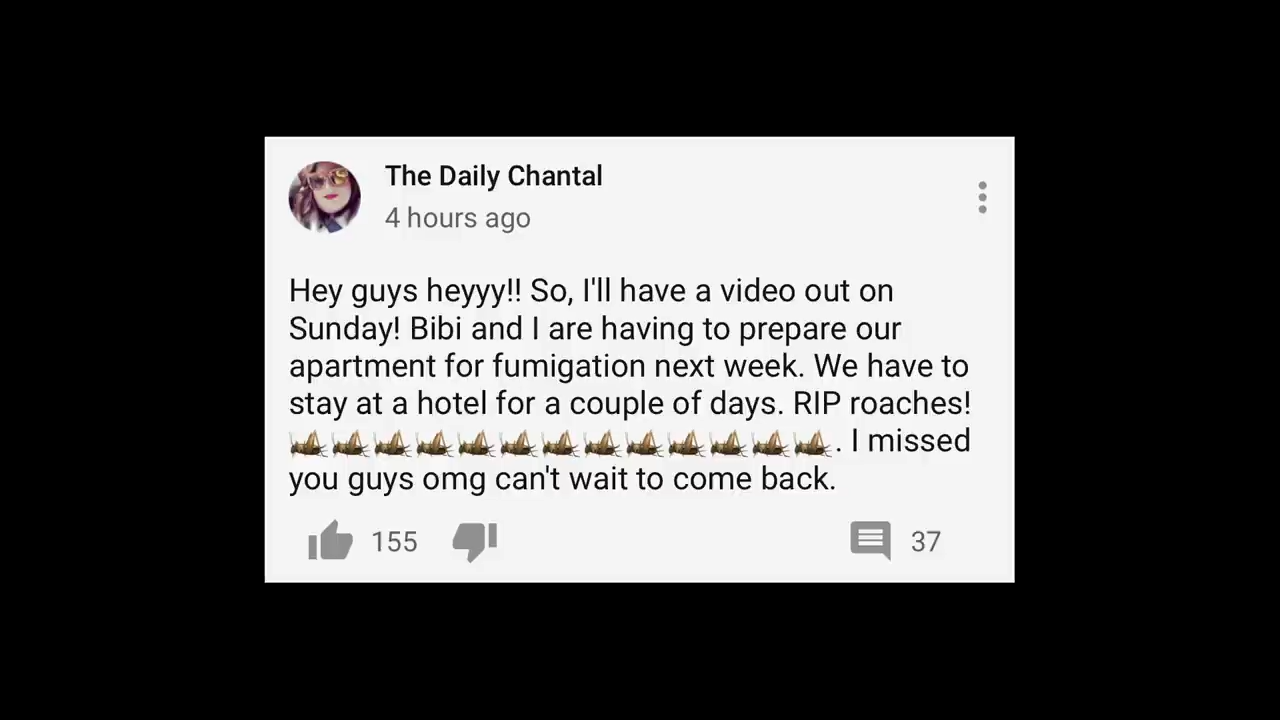 The Daily Chantal
4 hours ago
Hey guys heyyy!! So, I'll have a video out on
Sunday! Bibi and I are having to prepare our
apartment for fumigation next week. We have to
stay at a hotel for a couple of days. RIP roaches!
🦗🦗🦗🦗🦗🦗🦗🦗🦗🦗🦗🦗🦗. I missed
you guys omg can't wait to come back.
155
37